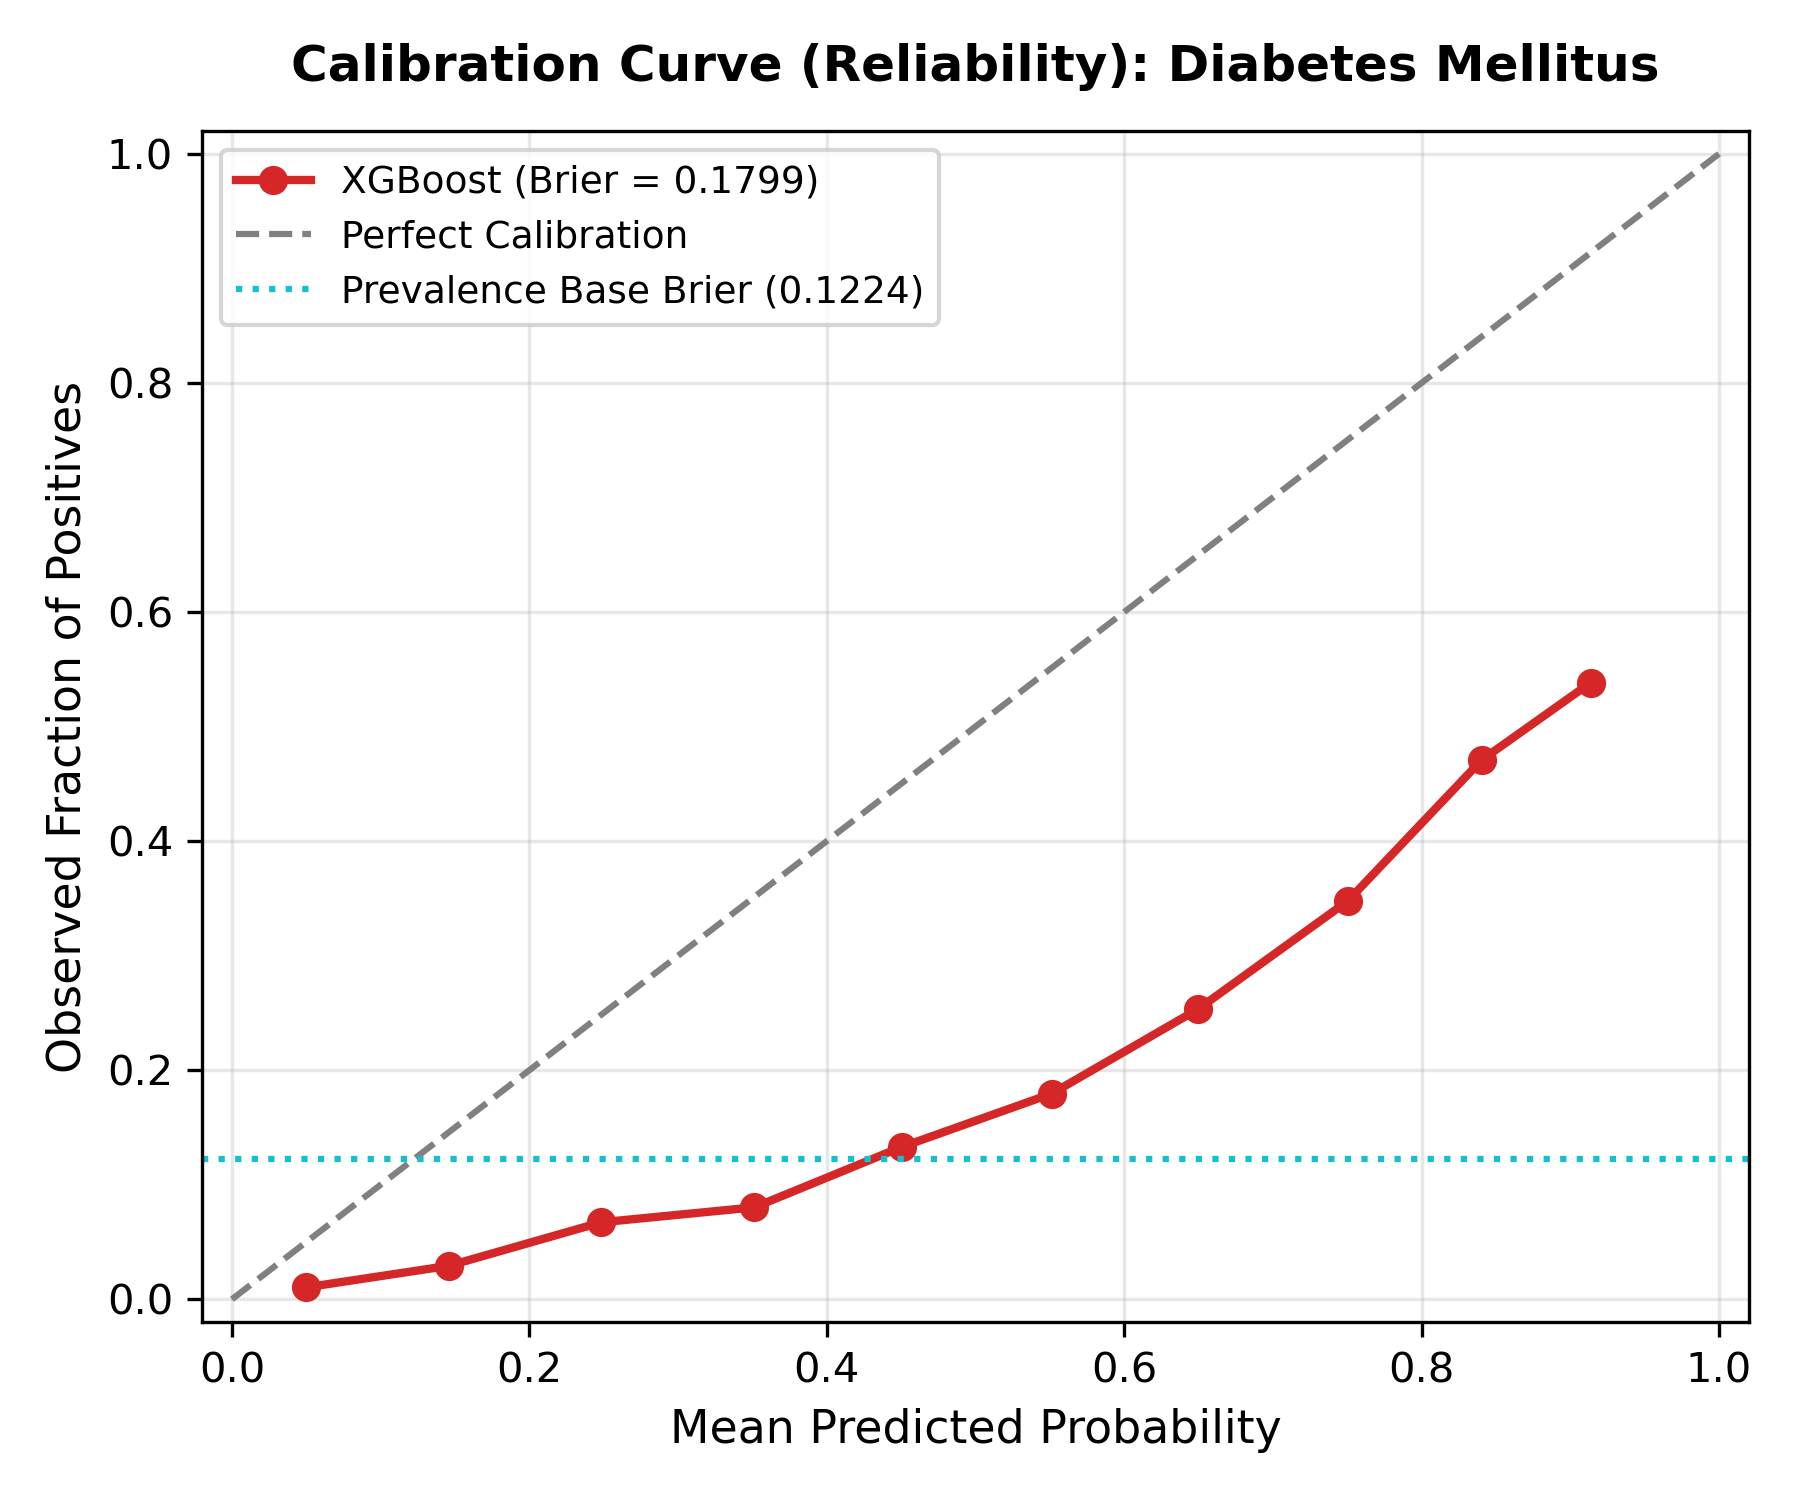 Calibration Curve (Reliability): Diabetes Mellitus
XGBoost (Brier = 0.1799)
Perfect Calibration
Prevalence Base Brier (0.1224)
Observed Fraction of Positives
1.0
0.8
0.6
0.4
0.2
0.0
0.0 0.2 0.4 0.6 0.8 1.0
Mean Predicted Probability